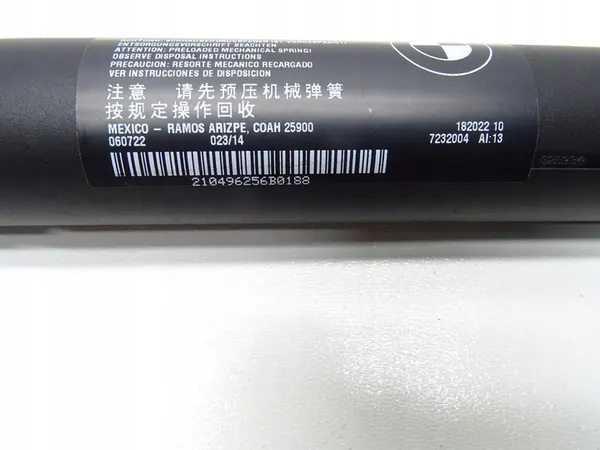 ENTSORGUNGSVORSCHRIFT BEACHTEN
ATTENTION: PRELOADED MECHANICAL SPRING!
OBSERVE DISPOSAL INSTRUCTIONS
PRECAUCION: RESORTE MECANICO RECARGADO
VER INSTRUCCIONES DE DISPOSICION
注意 请先预压机械弹簧
按规定操作回收
MEXICO - RAMOS ARIZPE, COAH 25900 182022 10
060722 023/14 7232004 AI:13
210496256B0188